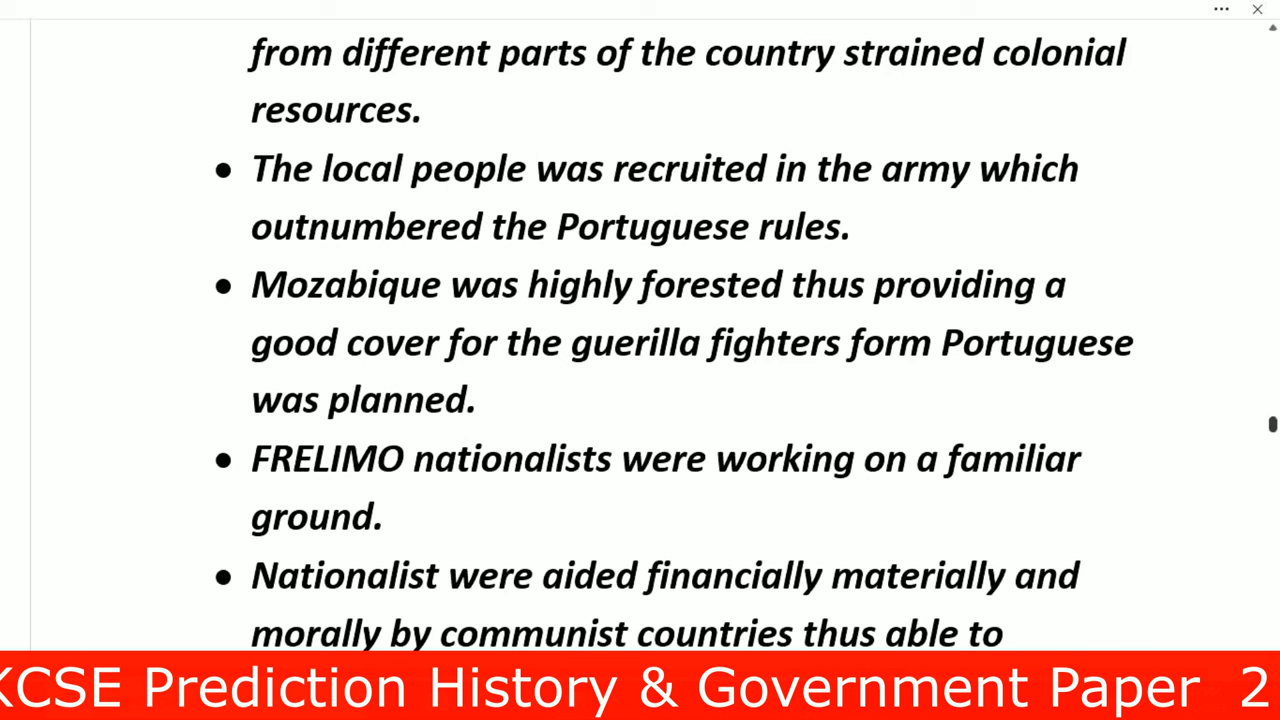 from different parts of the country strained colonial
resources.
• The local people was recruited in the army which
outnumbered the Portuguese rules.
• Mozabique was highly forested thus providing a
good cover for the guerilla fighters form Portuguese
was planned.
• FRELIMO nationalists were working on a familiar
ground.
• Nationalist were aided financially materially and
morally by communist countries thus able to
KCSE Prediction History & Government Paper 2